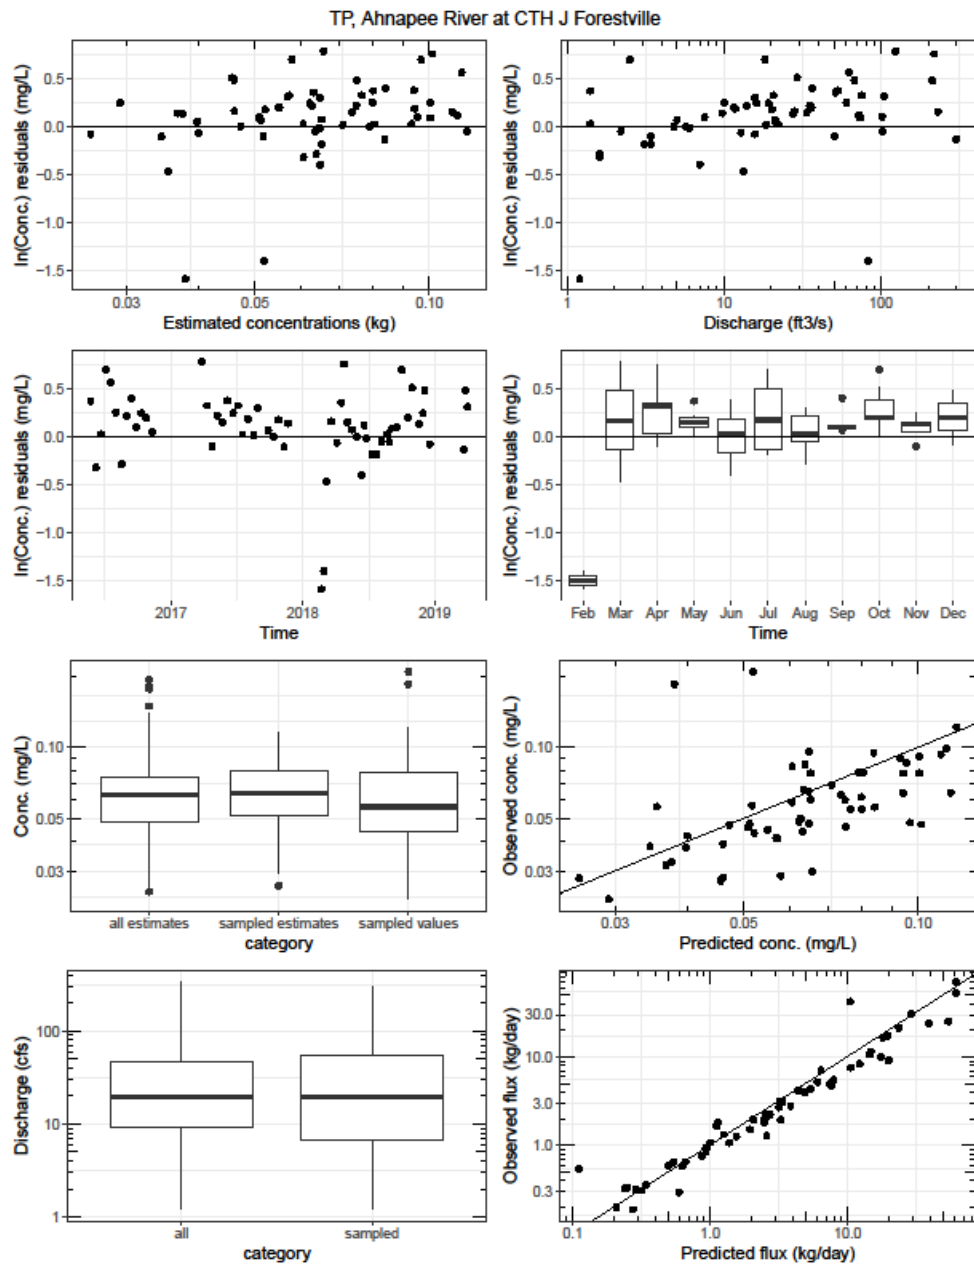 TP, Ahnapee River at CTH J Forestville
ln(Conc.) residuals (mg/L)
0.5
0.0
−0.5
−1.0
−1.5
0.03
0.05
0.10
Estimated concentrations (kg)
ln(Conc.) residuals (mg/L)
0.5
0.0
−0.5
−1.0
−1.5
1
10
100
Discharge (ft3/s)
ln(Conc.) residuals (mg/L)
0.5
0.0
−0.5
−1.0
−1.5
2017
2018
2019
Time
ln(Conc.) residuals (mg/L)
0.5
0.0
−0.5
−1.0
−1.5
Feb Mar Apr May Jun Jul Aug Sep Oct Nov Dec
Time
Conc. (mg/L)
0.10
0.05
0.03
all estimates
sampled estimates
sampled values
category
Observed conc. (mg/L)
0.10
0.05
0.03
0.03
0.05
0.10
Predicted conc. (mg/L)
Discharge (cfs)
100
10
1
all
sampled
category
Observed flux (kg/day)
30.0
10.0
3.0
1.0
0.3
0.1
1.0
10.0
Predicted flux (kg/day)